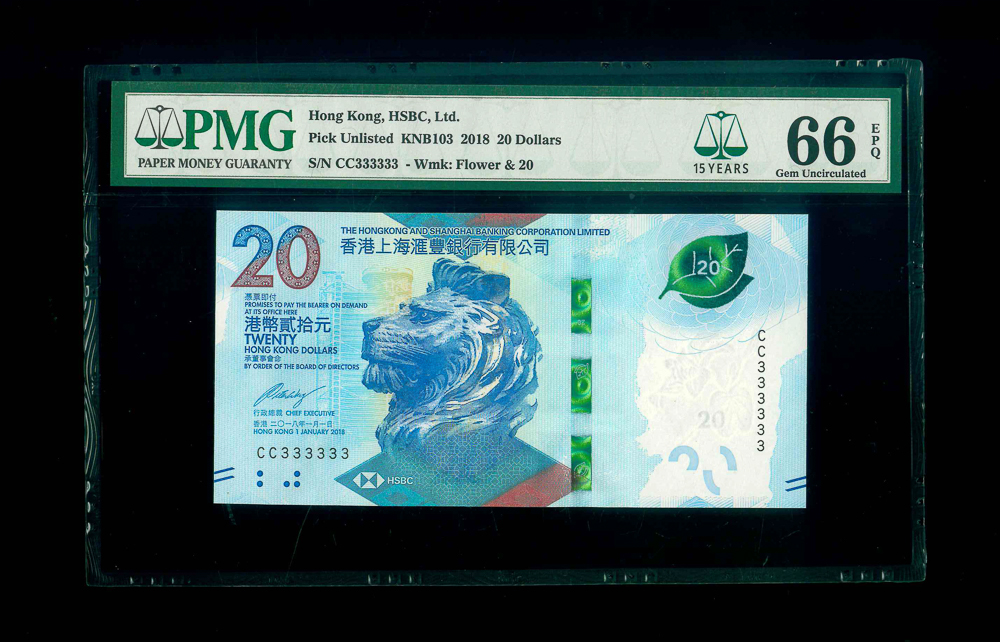 PMG
PAPER MONEY GUARANTY
Hong Kong, HSBC, Ltd.
Pick Unlisted KNB103 2018 20 Dollars
S/N CC333333 - Wmk: Flower & 20
15 YEARS
66 EPQ
Gem Uncirculated
20
THE HONGKONG AND SHANGHAI BANKING CORPORATION LIMITED
香港上海滙豐銀行有限公司
憑票即付
PROMISES TO PAY THE BEARER ON DEMAND
AT ITS OFFICE HERE
港幣貳拾元
TWENTY
HONG KONG DOLLARS
承董事會命
BY ORDER OF THE BOARD OF DIRECTORS
行政總裁 CHIEF EXECUTIVE
香港 二〇一八年一月一日
HONG KONG 1 JANUARY 2018
CC333333
HSBC
20
CC333333
20
20